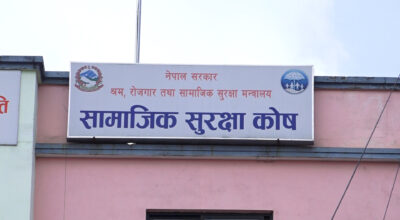 नेपाल सरकार
श्रम, रोजगार तथा सामाजिक सुरक्षा मन्त्रालय
सामाजिक सुरक्षा कोष
ति